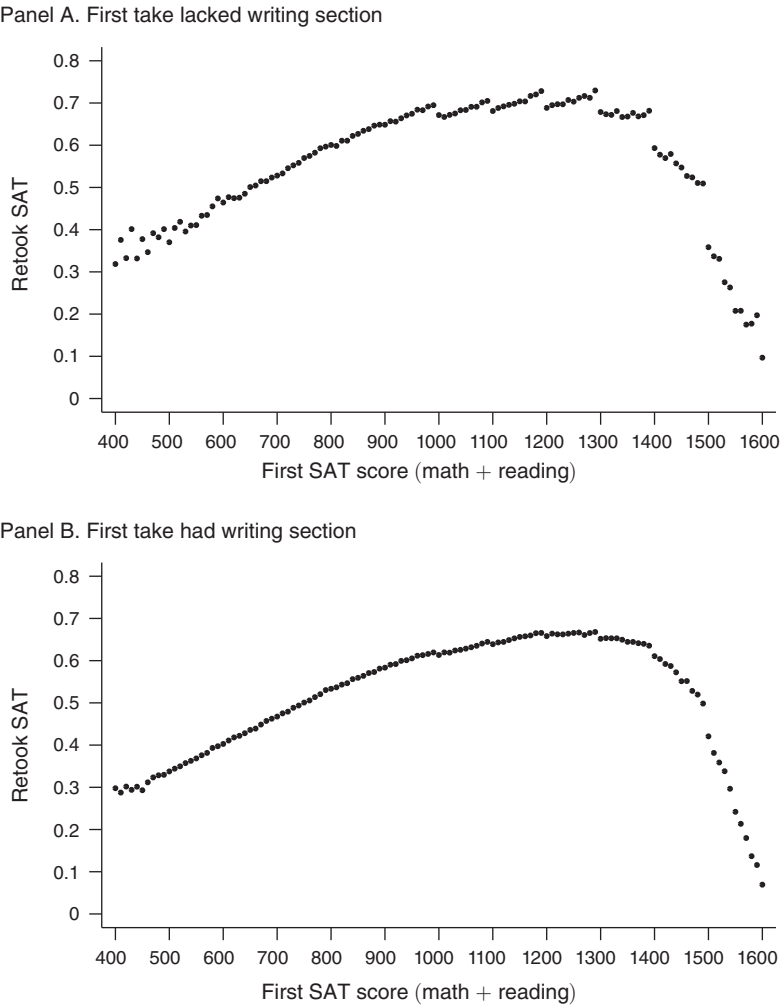 Panel A. First take lacked writing section
0.8
0.7
0.6
0.5
0.4
0.3
0.2
0.1
0
Retook SAT
400 500 600 700 800 900 1000 1100 1200 1300 1400 1500 1600
First SAT score (math + reading)
Panel B. First take had writing section
0.8
0.7
0.6
0.5
0.4
0.3
0.2
0.1
0
Retook SAT
400 500 600 700 800 900 1000 1100 1200 1300 1400 1500 1600
First SAT score (math + reading)